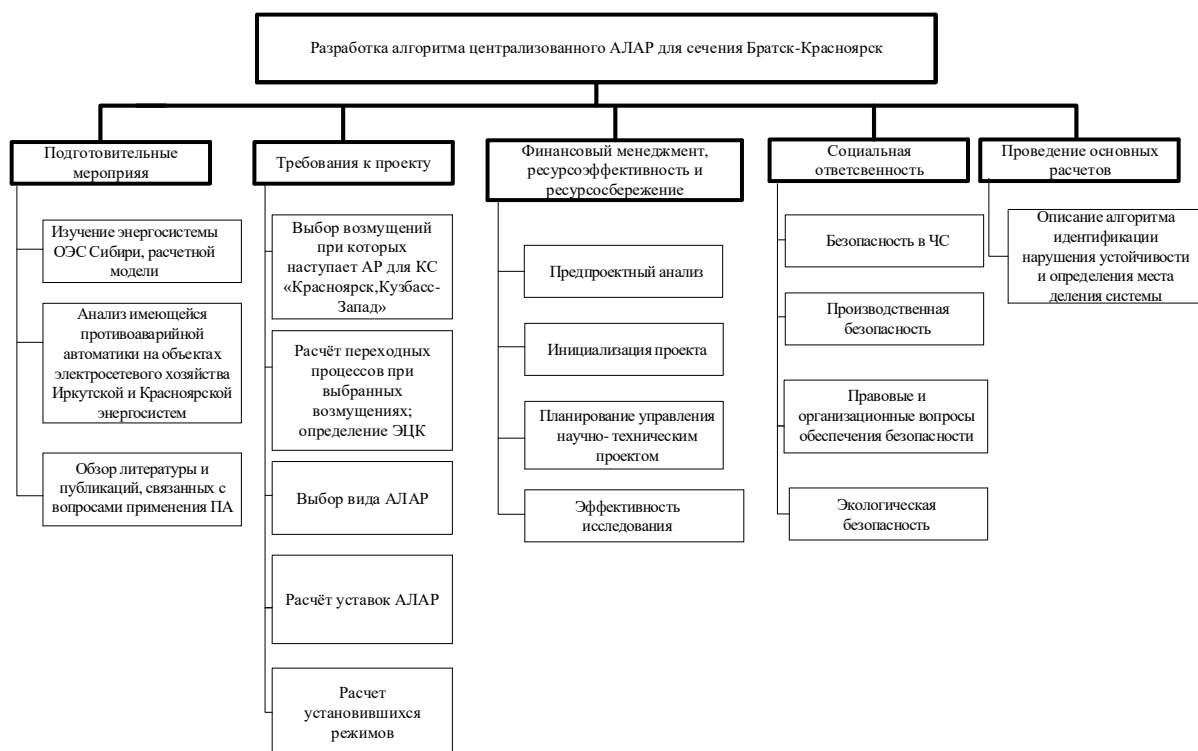 Разработка алгоритма централизованного АЛАР для сечения Братск-Красноярск
Подготовительные
мероприяя
Изучение энергосистемы
ОЭС Сибири, расчетной
модели
Анализ имеющейся
противоаварийной
автоматики на объектах
электросетевого хозяйства
Иркутской и Красноярской
энергосистем
Обзор литературы и
публикаций, связанных с
вопросами применения ПА
Требования к проекту
Выбор возмущений
при которых
наступает АР для КС
«Красноярск,Кузбасс-
Запад»
Расчёт переходных
процессов при
выбранных
возмущениях;
определение ЭЦК
Выбор вида АЛАР
Расчёт уставок АЛАР
Расчет
установившихся
режимов
Финансовый менеджмент,
ресурсоэффективность и
ресурсосбережение
Предпроектный анализ
Инициализация проекта
Планирование управления
научно- техническим
проектом
Эффективность
исследования
Социальная
ответсвенность
Безопасность в ЧС
Производственная
безопасность
Правовые и
организационные вопросы
обеспечения безопасности
Экологическая
безопасность
Проведение основных
расчетов
Описание алгоритма
идентификации
нарушения устойчивости
и определения места
деления системы